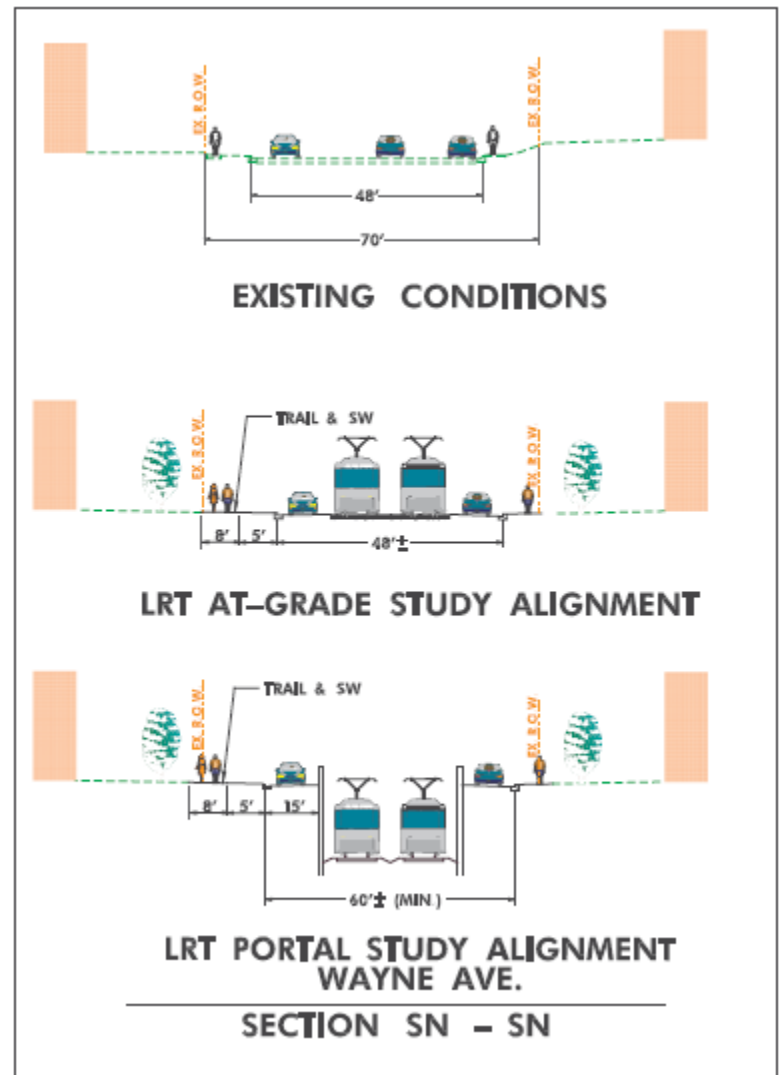 EX R.O.W.
EX R.O.W.
48'
70'
EXISTING CONDITIONS
TRAIL & SW
EX R.O.W.
EX R.O.W.
8'
5'
48'±
LRT AT-GRADE STUDY ALIGNMENT
TRAIL & SW
EX R.O.W.
EX R.O.W.
8'
5'
15'
60'± (MIN.)
LRT PORTAL STUDY ALIGNMENT
WAYNE AVE.
SECTION SN - SN